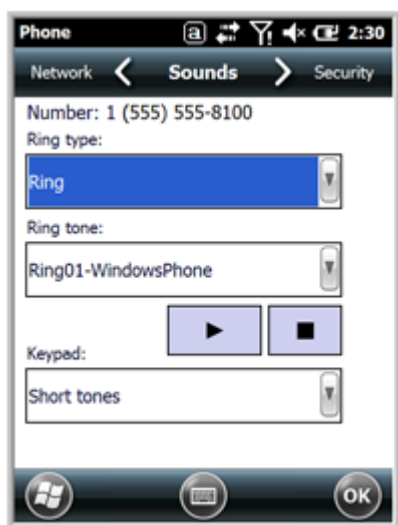 Phone a 2:30
Network Sounds Security
Number: 1 (555) 555-8100
Ring type:
Ring
Ring tone:
Ring01-WindowsPhone
Keypad:
Short tones
OK